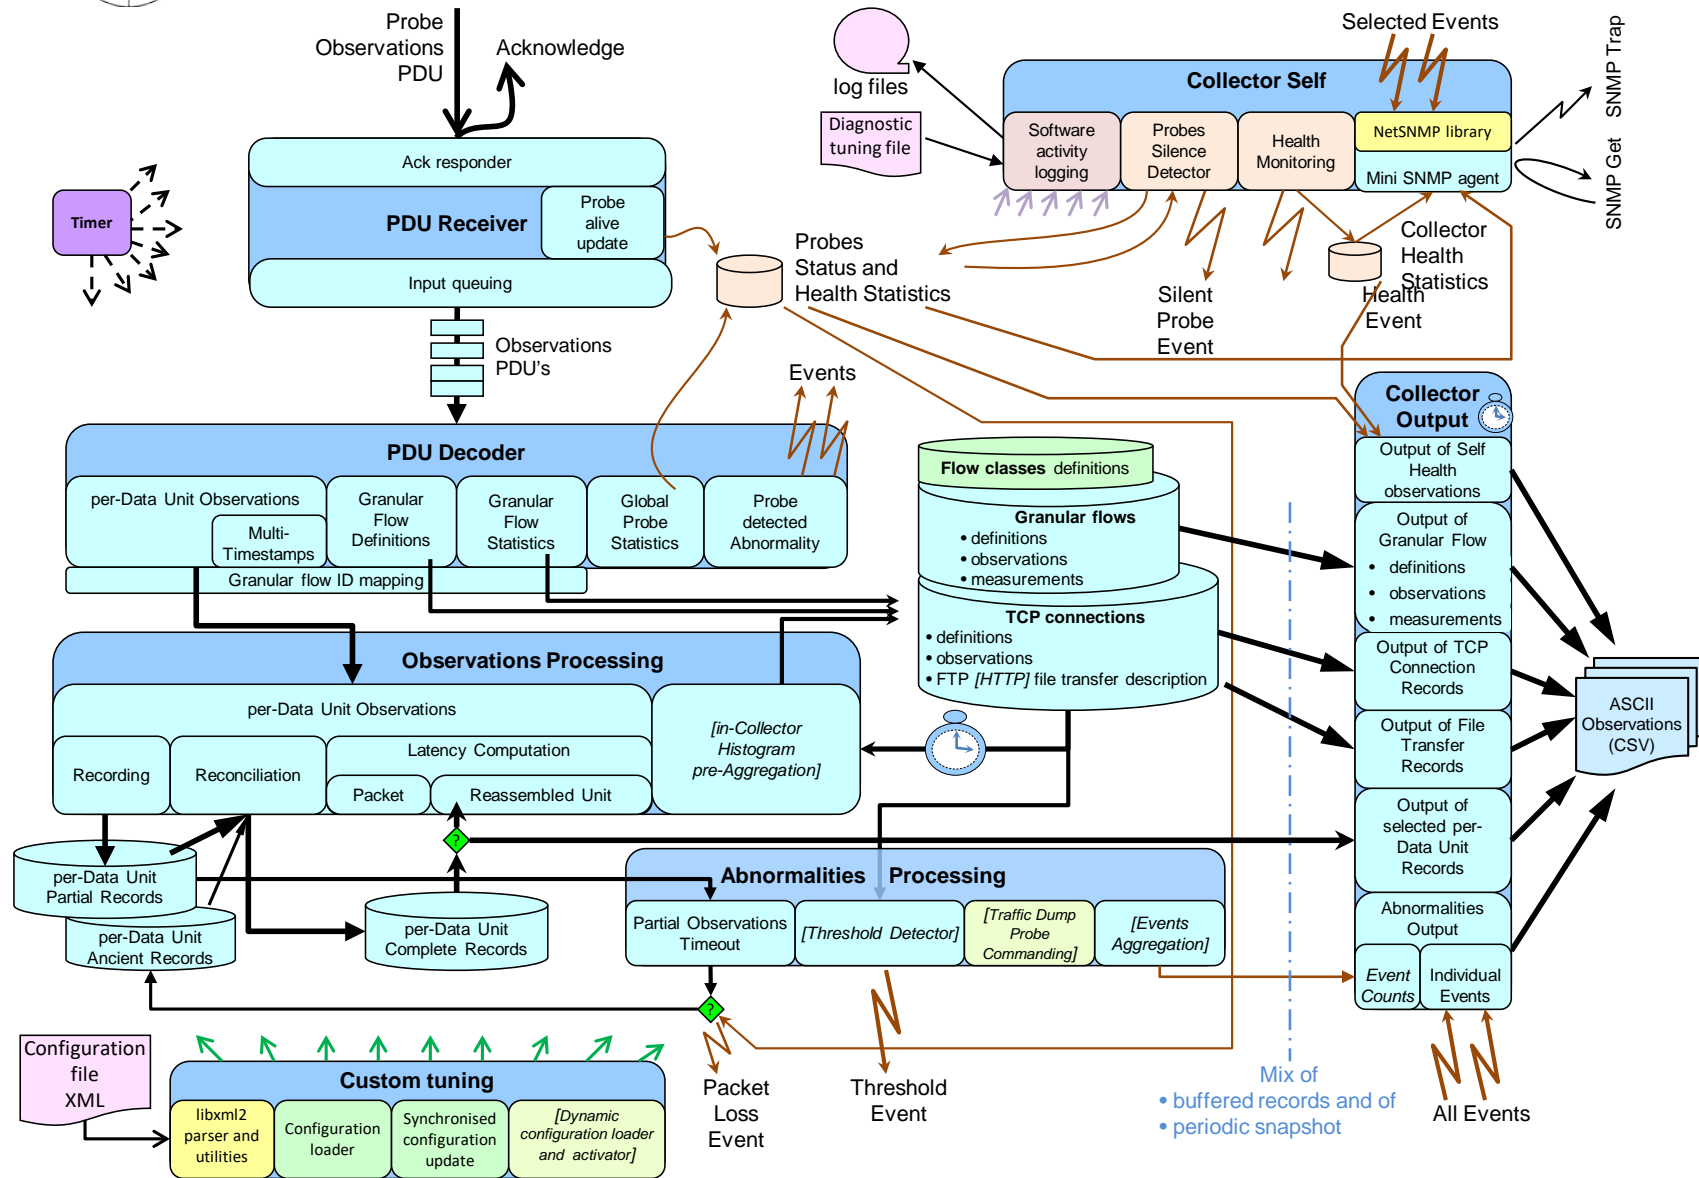 Probe
Observations
PDU
Acknowledge
log files
Diagnostic
tuning file
Selected Events
Collector Self
Software
activity
logging
Probes
Silence
Detector
Health
Monitoring
NetSNMP library
Mini SNMP agent
SNMP Trap
SNMP Get
Timer
Ack responder
PDU Receiver
Probe
alive
update
Input queuing
Probes
Status and
Health Statistics
Silent
Probe
Event
Health
Event
Collector
Health
Statistics
Observations
PDU's
Events
PDU Decoder
per-Data Unit Observations
Multi-
Timestamps
Granular
Flow
Definitions
Granular
Flow
Statistics
Global
Probe
Statistics
Probe
detected
Abnormality
Granular flow ID mapping
Flow classes definitions
Granular flows
• definitions
• observations
• measurements
TCP connections
• definitions
• observations
• FTP [HTTP] file transfer description
Collector
Output
Output of Self
Health
observations
Output of
Granular Flow
• definitions
• observations
• measurements
Output of TCP
Connection
Records
Output of File
Transfer
Records
Output of
selected per-
Data Unit
Records
Abnormalities
Output
Event
Counts
Individual
Events
ASCII
Observations
(CSV)
Observations Processing
per-Data Unit Observations
Recording
Reconciliation
Latency Computation
Packet
Reassembled Unit
[in-Collector
Histogram
pre-Aggregation]
?
per-Data Unit
Partial Records
per-Data Unit
Ancient Records
per-Data Unit
Complete Records
Abnormalities Processing
Partial Observations
Timeout
[Threshold Detector]
[Traffic Dump
Probe
Commanding]
[Events
Aggregation]
?
Configuration
file
XML
Custom tuning
libxml2
parser and
utilities
Configuration
loader
Synchronised
configuration
update
[Dynamic
configuration loader
and activator]
Packet
Loss
Event
Threshold
Event
Mix of
• buffered records and of
• periodic snapshot
All Events